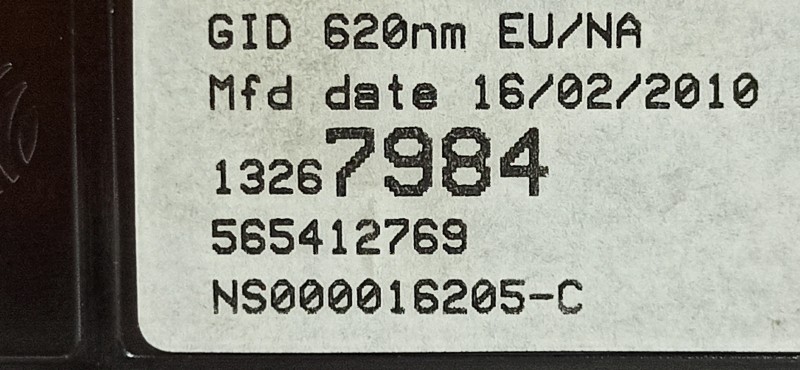 GID 620nm EU/NA
Mfd date 16/02/2010
13267984
565412769
NS000016205-C